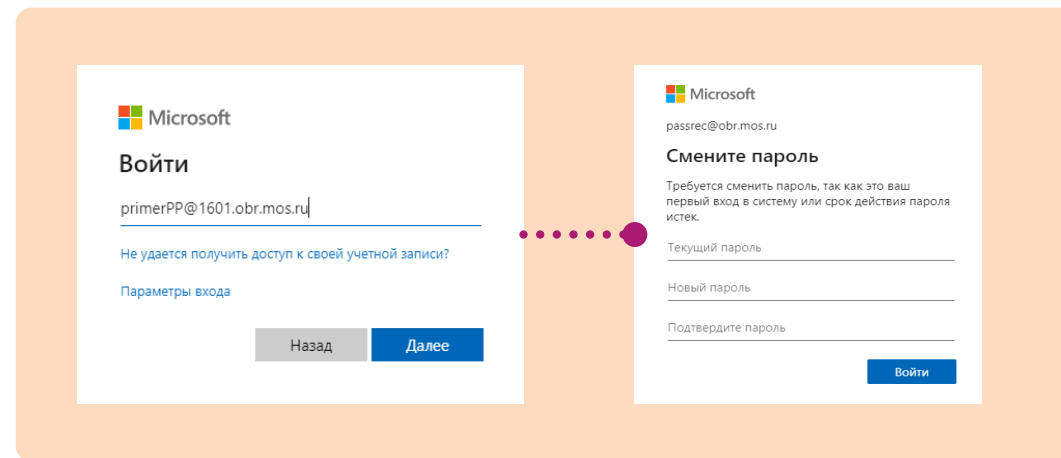 Microsoft
Войти
primerPP@1601.obr.mos.ru
Не удается получить доступ к своей учетной записи?
Параметры входа
Назад
Далее
Microsoft
passrec@obr.mos.ru
Смените пароль
Требуется сменить пароль, так как это ваш
первый вход в систему или срок действия пароля
истек.
Текущий пароль
Новый пароль
Подтвердите пароль
Войти